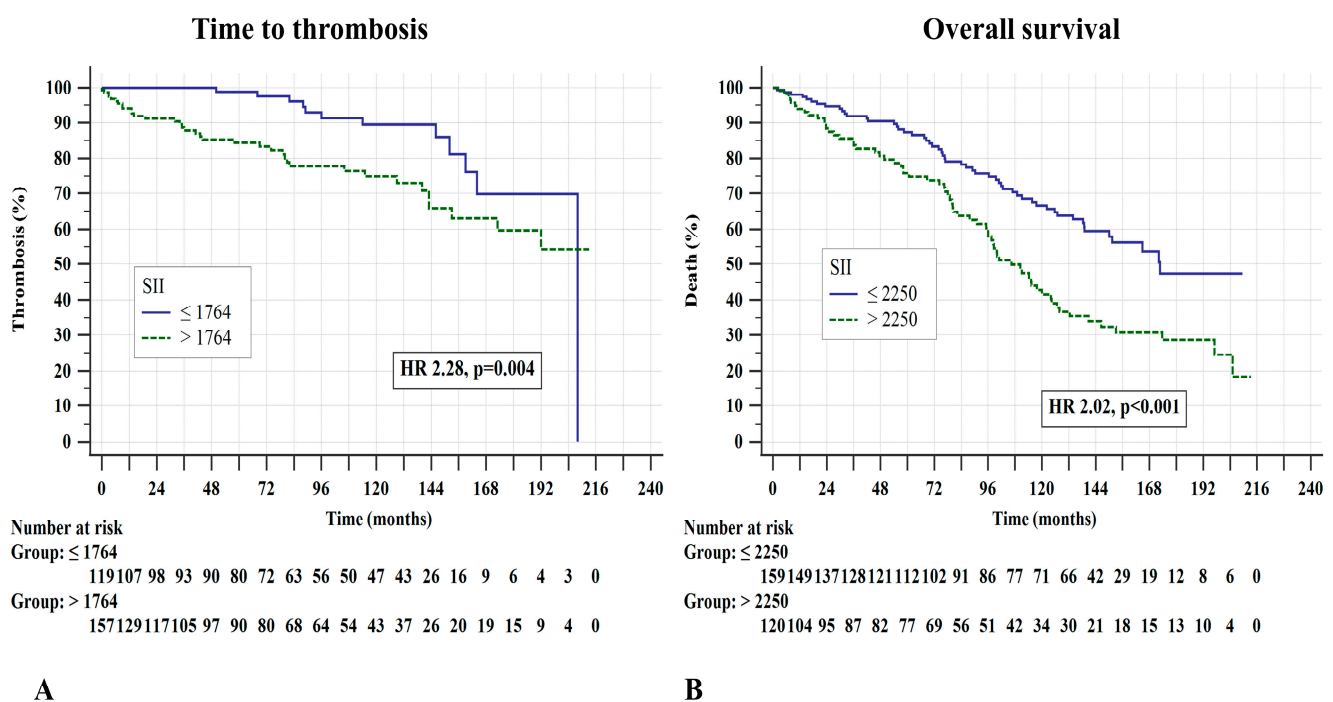 Time to thrombosis
Thrombosis (%)
100
90
80
70
60
50
40
30
20
10
0
SII
≤ 1764
> 1764
HR 2.28, p=0.004
0 24 48 72 96 120 144 168 192 216 240
Time (months)
Number at risk
Group: ≤ 1764
119 107 98 93 90 80 72 63 56 50 47 43 26 16 9 6 4 3 0
Group: > 1764
157 129 117 105 97 90 80 68 64 54 43 37 26 20 19 15 9 4 0
A
Overall survival
Death (%)
100
90
80
70
60
50
40
30
20
10
0
SII
≤ 2250
> 2250
HR 2.02, p<0.001
0 24 48 72 96 120 144 168 192 216 240
Time (months)
Number at risk
Group: ≤ 2250
159 149 137 128 121 112 102 91 86 77 71 66 42 29 19 12 8 6 0
Group: > 2250
120 104 95 87 82 77 69 56 51 42 34 30 21 18 15 13 10 4 0
B